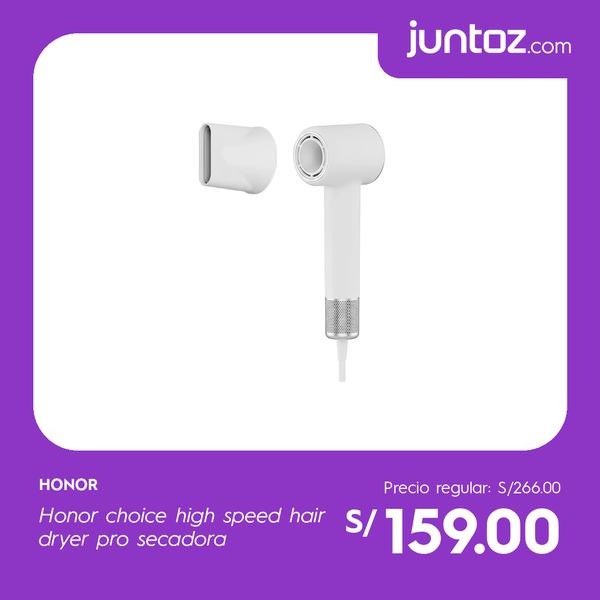 juntoz.com
HONOR
Honor choice high speed hair
dryer pro secadora
Precio regular: S/266.00
S/159.00